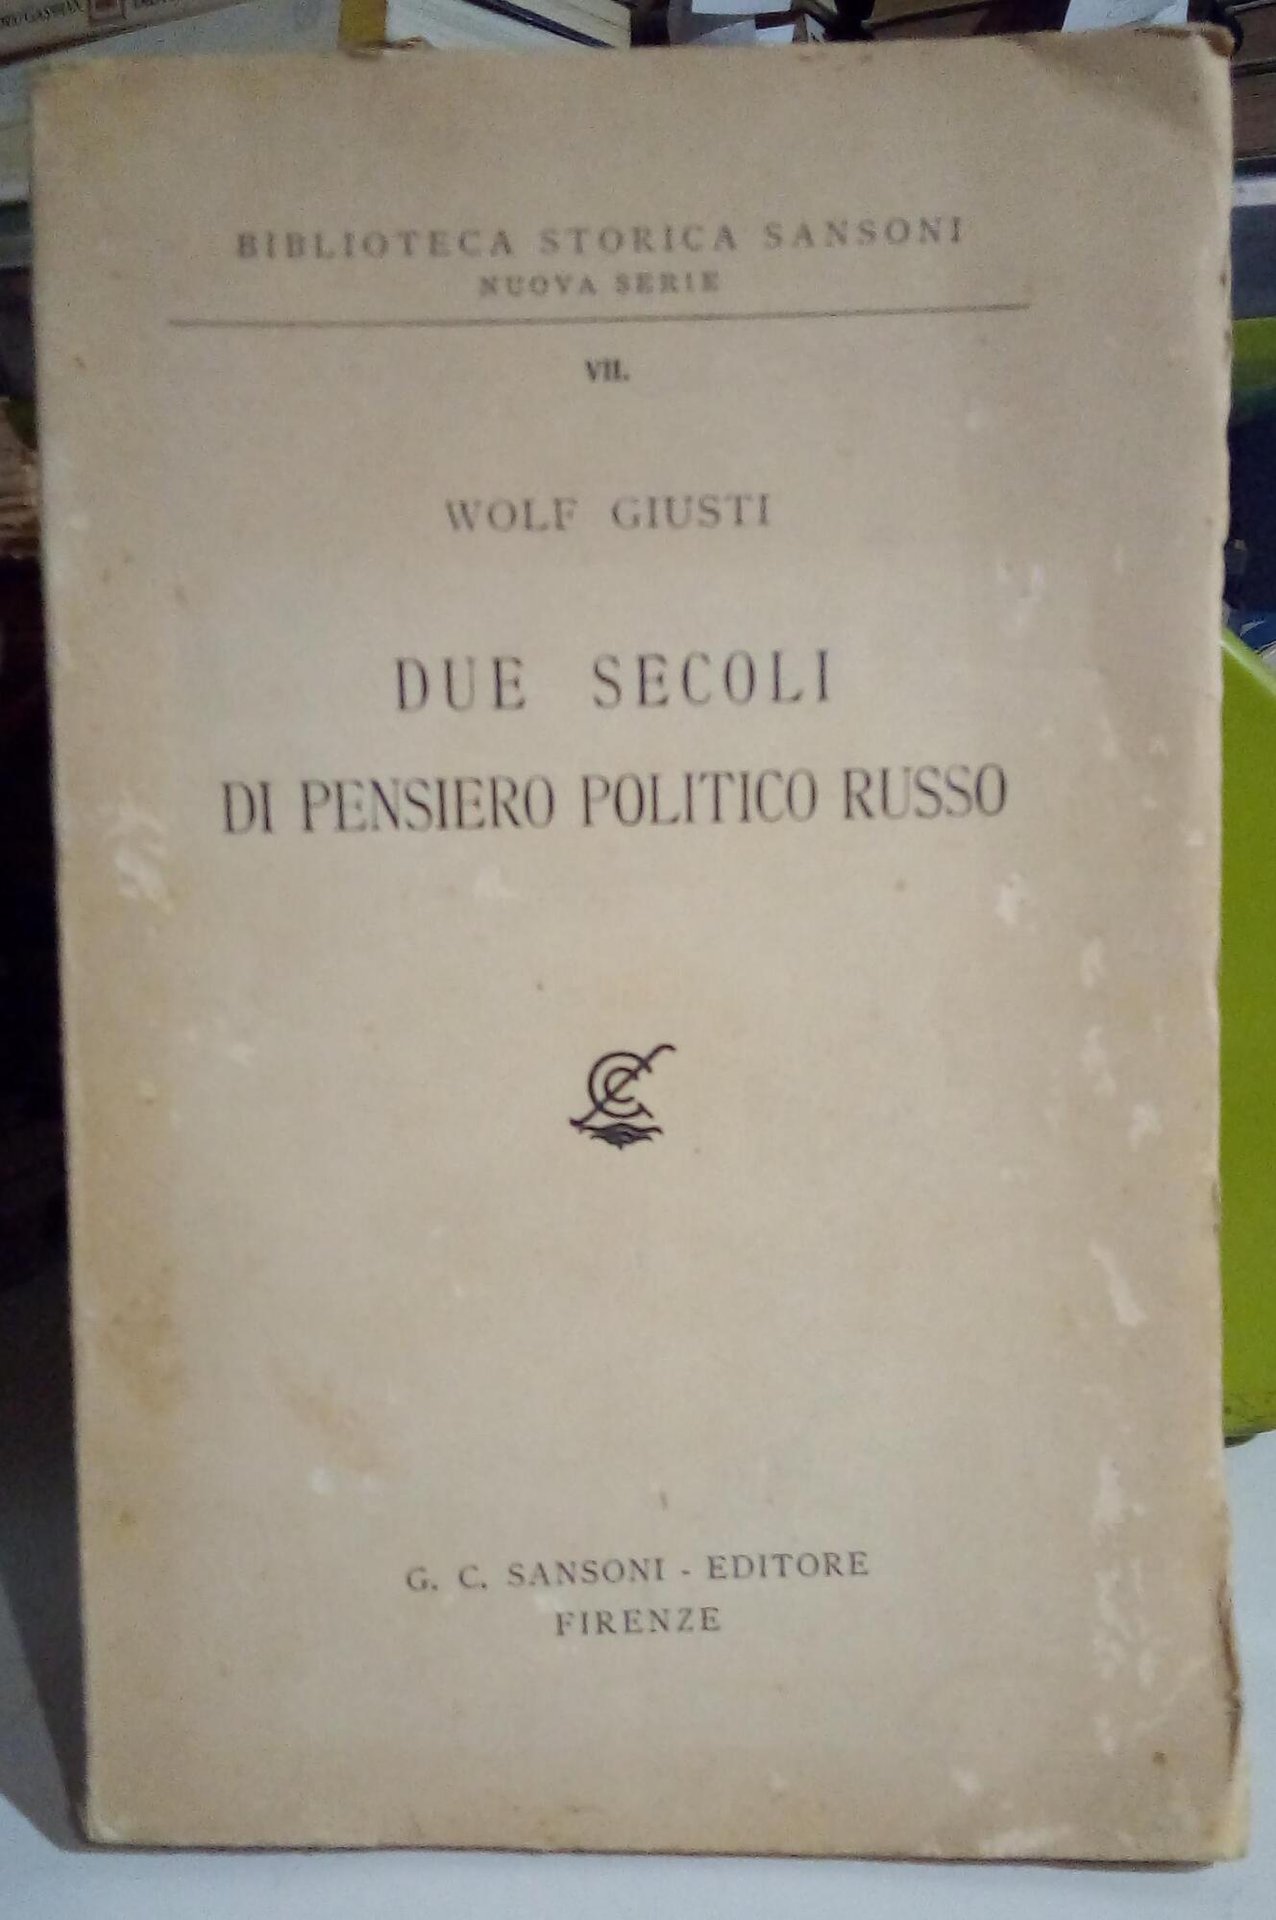 BIBLIOTECA STORICA SANSONI
NUOVA SERIE
VII.
WOLF GIUSTI
DUE SECOLI
DI PENSIERO POLITICO RUSSO
G. C. SANSONI - EDITORE
FIRENZE